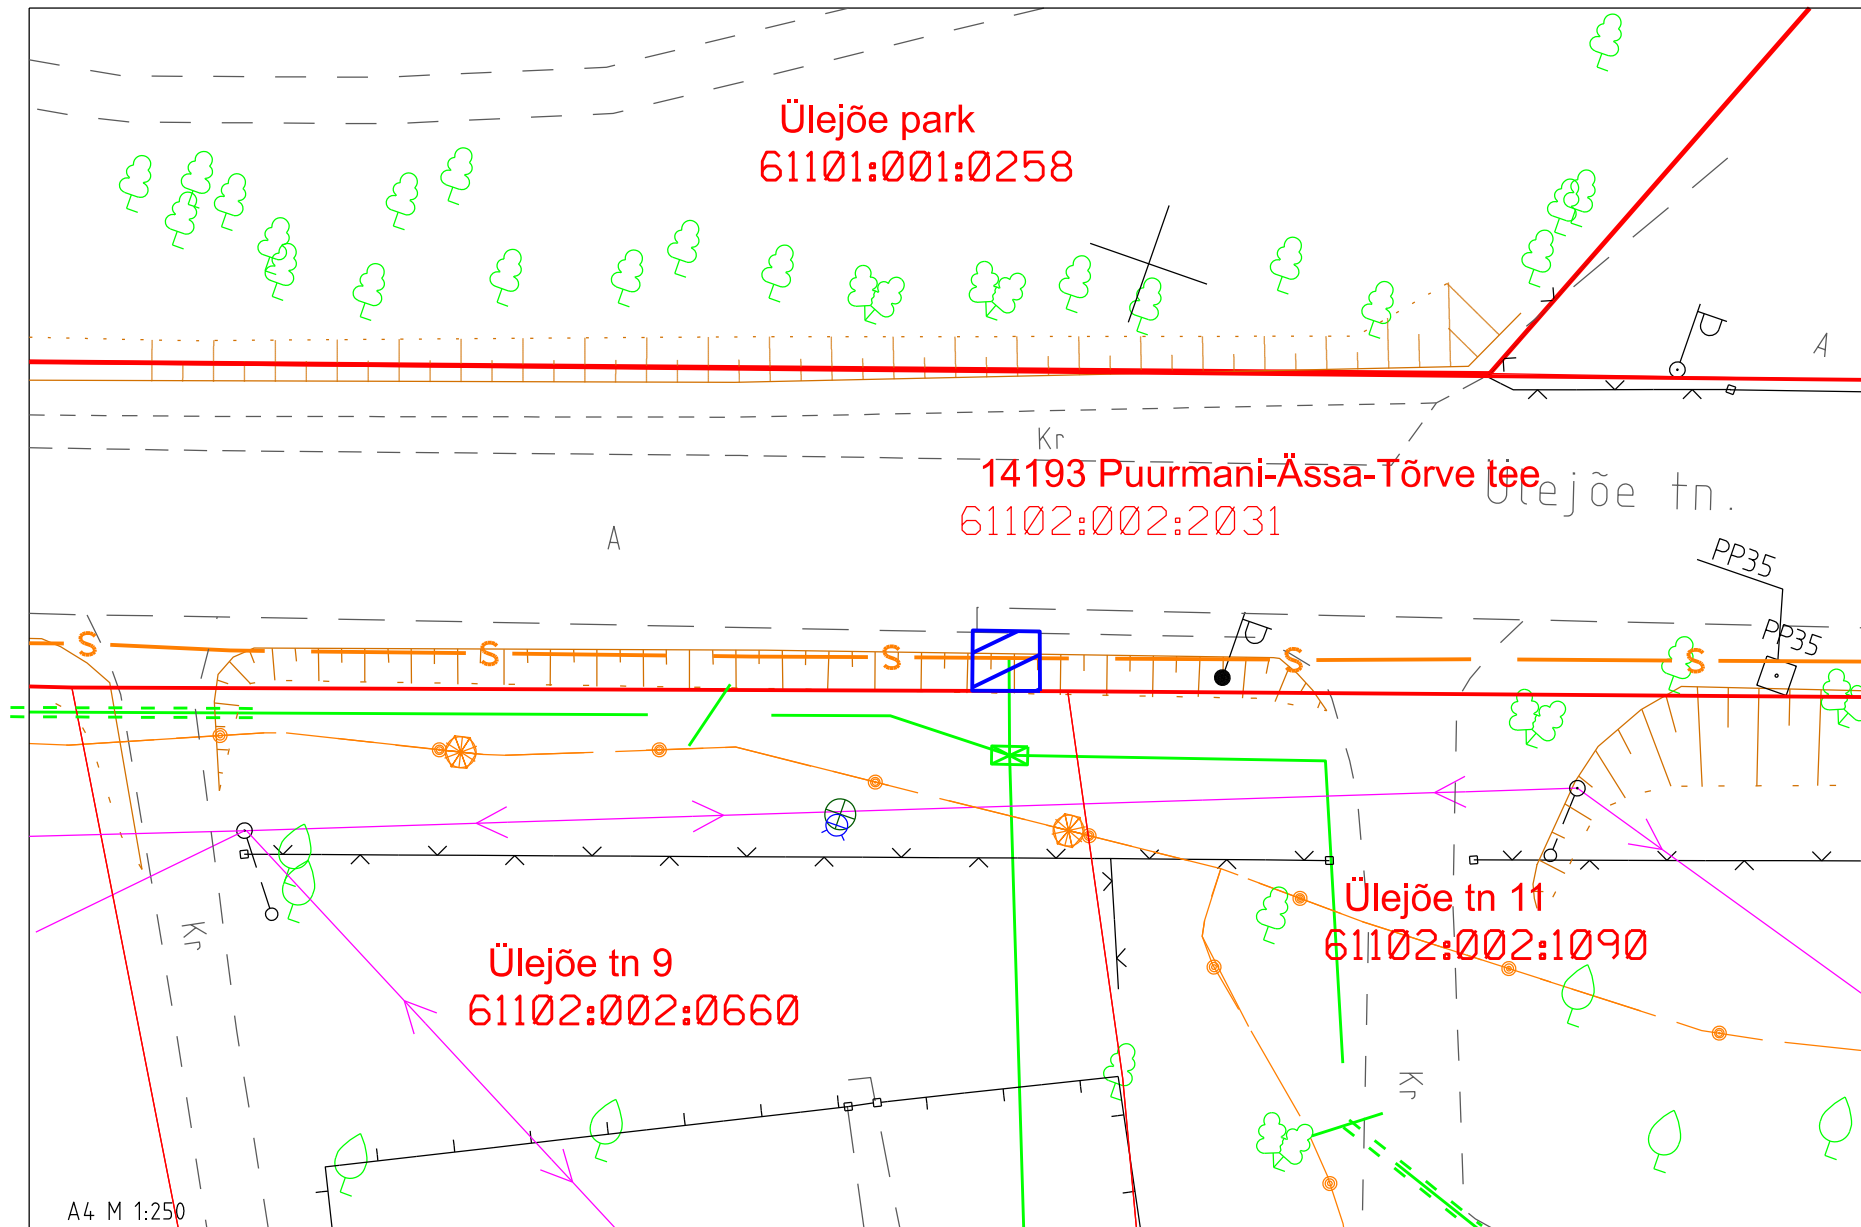 Ülejõe park
61101:001:0258
A
Kr
14193 Puurmani-Ässa-Tõrve tee
Ülejõe tn.
61102:002:2031
A
PP35
PP35
S
S
S
S
S
Ülejõe tn 11
61102:002:1090
Kr
Ülejõe tn 9
61102:002:0660
Kr
A4 M 1:250